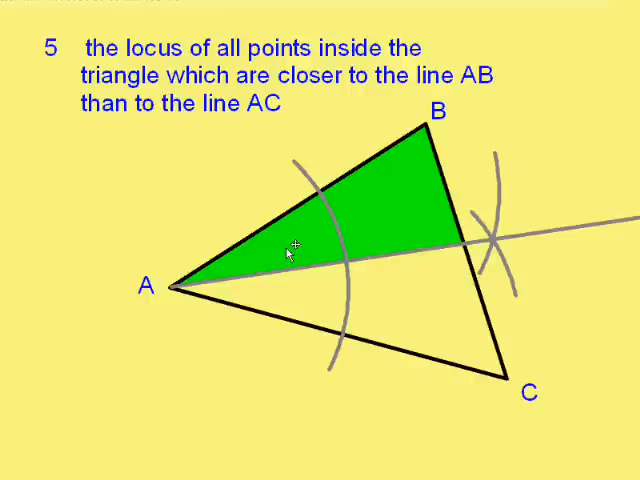 5 the locus of all points inside the
triangle which are closer to the line AB
than to the line AC
B
A
C